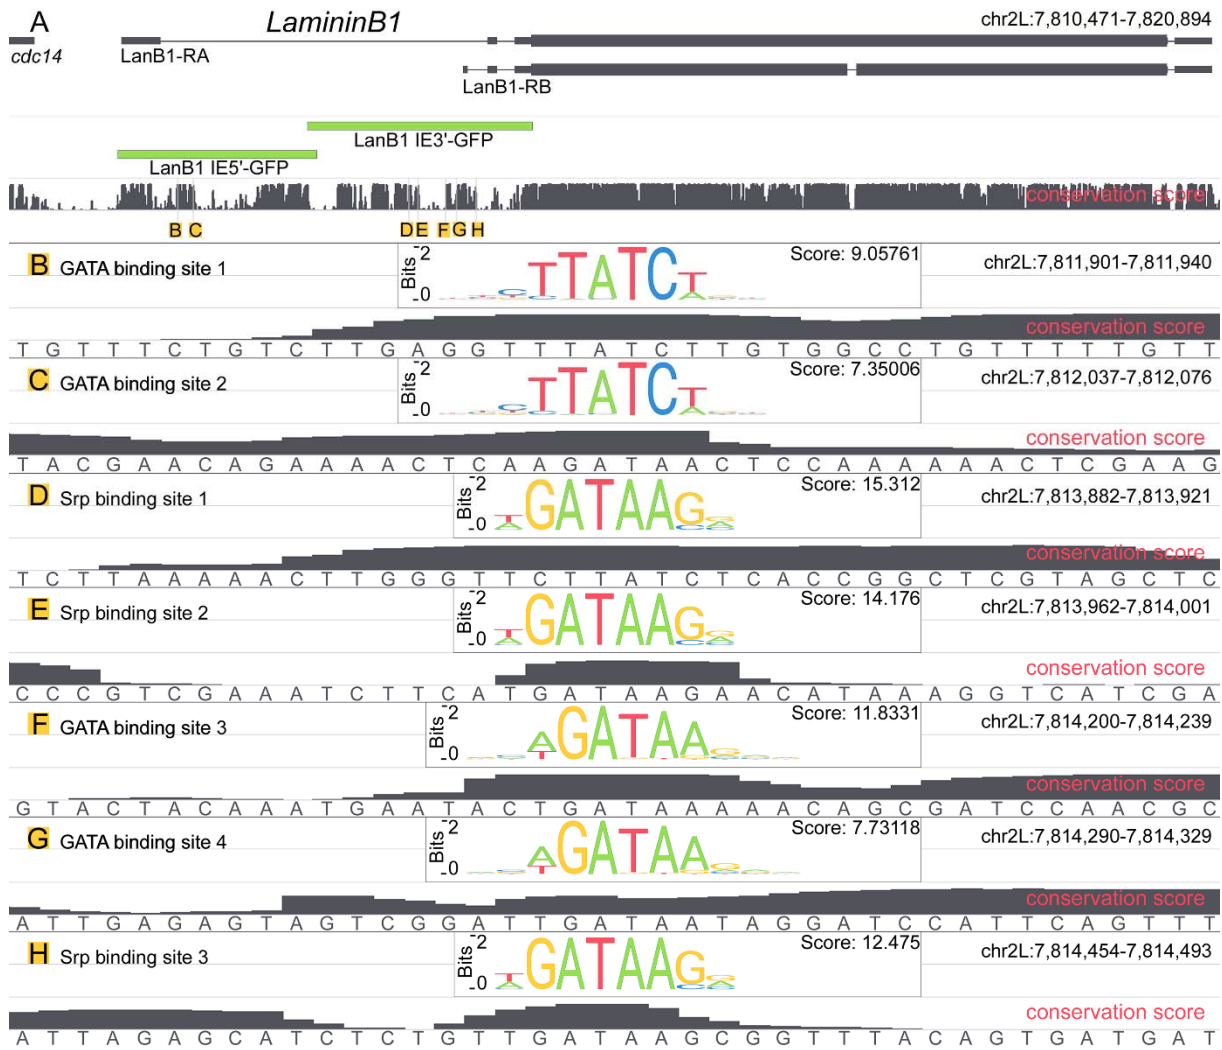 A
LamininB1
chr2L:7,810,471-7,820,894
cdc14
LanB1-RA
LanB1-RB
LanB1 IE3'-GFP
LanB1 IE5'-GFP
conservation score
B C D E F G H
B GATA binding site 1
Bits
2
0
TTATCT
Score: 9.05761
chr2L:7,811,901-7,811,940
conservation score
T G T T T C T G T C T T G A G G T T T A T C T T G T G G C C T G T T T T T G T T
C GATA binding site 2
Bits
2
0
TTATCT
Score: 7.35006
chr2L:7,812,037-7,812,076
conservation score
T A C G A A C A G A A A A C T C A A G A T A A C T C C A A A A A A C T C G A A G
D Srp binding site 1
Bits
2
0
GATAAG
Score: 15.312
chr2L:7,813,882-7,813,921
conservation score
T C T T A A A A A C T T G G G T T C T T A T C T C A C C G G C T C G T A G C T C
E Srp binding site 2
Bits
2
0
GATAAG
Score: 14.176
chr2L:7,813,962-7,814,001
conservation score
C C C G T C G A A A T C T T C A T G A T A A G A A C A T A A A G G T C A T C G A
F GATA binding site 3
Bits
2
0
AGATAA
Score: 11.8331
chr2L:7,814,200-7,814,239
conservation score
G T A C T A C A A A T G A A T A C T G A T A A A A A C A G C G A T C C A A C G C
G GATA binding site 4
Bits
2
0
AGATAA
Score: 7.73118
chr2L:7,814,290-7,814,329
conservation score
A T T G A G A G T A G T C G G A T T G A T A A T A G G A T C C A T T C A G T T T
H Srp binding site 3
Bits
2
0
GATAAG
Score: 12.475
chr2L:7,814,454-7,814,493
conservation score
A T T A G A G C A T C T C T G T T G A T A A G C G G T T T A C A G T G A T G A T